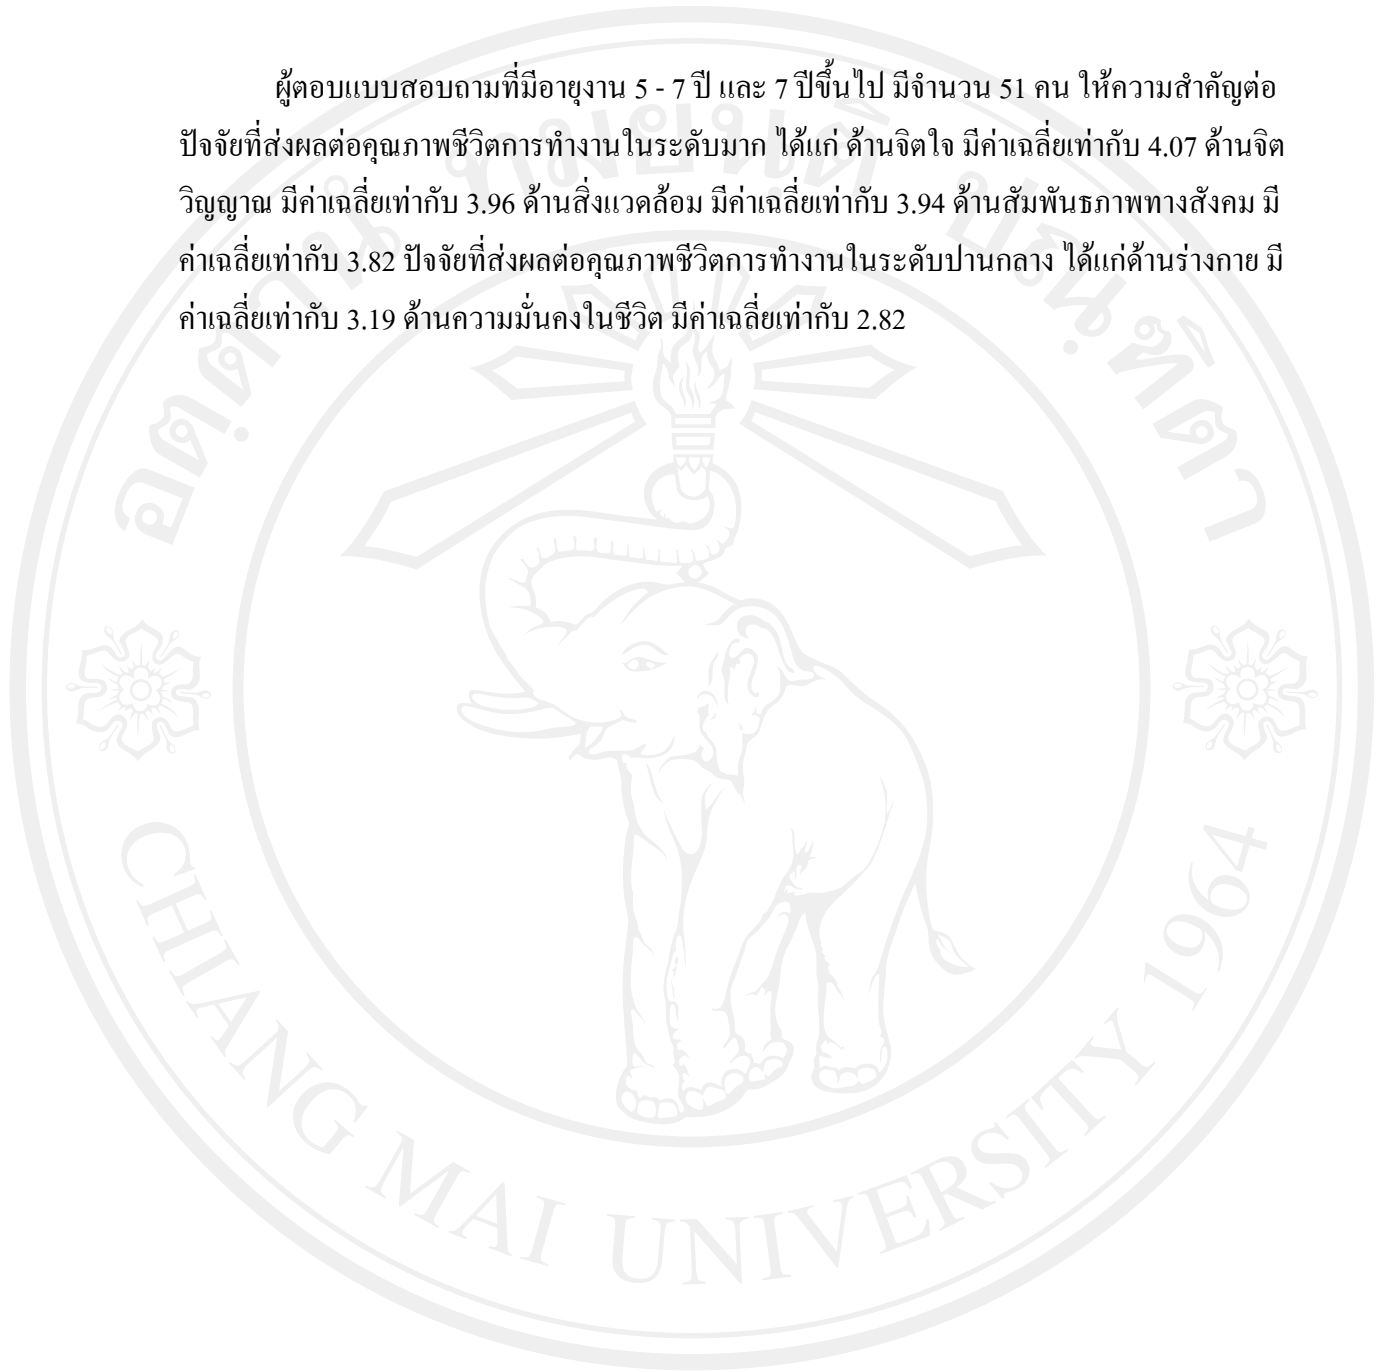 ผู้ตอบแบบสอบถามที่มีอายุงาน 5 - 7 ปี และ 7 ปีขึ้นไป มีจำนวน 51 คน ให้ความสำคัญต่อ
ปัจจัยที่ส่งผลต่อคุณภาพชีวิตการทำงานในระดับมาก ได้แก่ ด้านจิตใจ มีค่าเฉลี่ยเท่ากับ 4.07 ด้านจิต
วิญญาณ มีค่าเฉลี่ยเท่ากับ 3.96 ด้านสิ่งแวดล้อม มีค่าเฉลี่ยเท่ากับ 3.94 ด้านสัมพันธภาพทางสังคม มี
ค่าเฉลี่ยเท่ากับ 3.82 ปัจจัยที่ส่งผลต่อคุณภาพชีวิตการทำงานในระดับปานกลาง ได้แก่ด้านร่างกาย มี
ค่าเฉลี่ยเท่ากับ 3.19 ด้านความมั่นคงในชีวิต มีค่าเฉลี่ยเท่ากับ 2.82
อตฺตานํ ทมยนฺติ ปณฺฑิตา
CHIANG MAI UNIVERSITY 1964